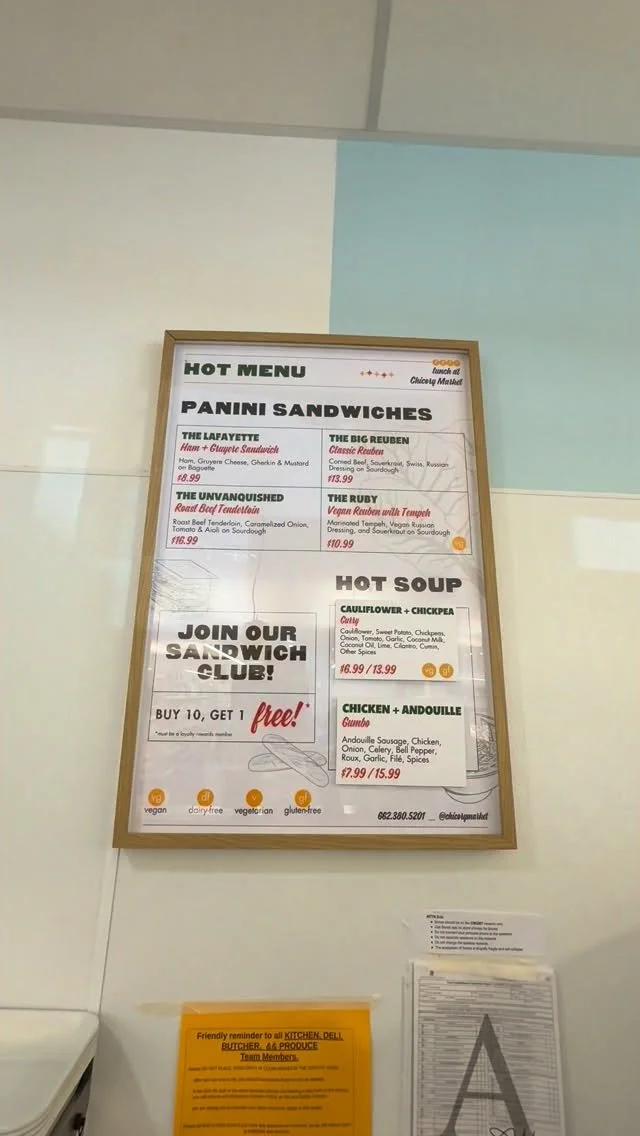 HOT MENU
lunch at
Chicory Market
PANINI SANDWICHES
THE LAFAYETTE
Ham + Gruyere Sandwich
Ham, Gruyere Cheese, Gherkin & Mustard
on Baguette
$8.99
THE BIG REUBEN
Classic Reuben
Corned Beef, Sauerkraut, Swiss, Russian
Dressing on Sourdough
$13.99
THE UNVANQUISHED
Roast Beef Tenderloin
Roast Beef Tenderloin, Caramelized Onion,
Tomato & Aioli on Sourdough
$16.99
THE RUBY
Vegan Reuben with Tempeh
Marinated Tempeh, Vegan Russian
Dressing, and Sauerkraut on Sourdough
$10.99
vg
HOT SOUP
CAULIFLOWER + CHICKPEA
Curry
Cauliflower, Sweet Potato, Chickpeas,
Onion, Tomato, Garlic, Coconut Milk,
Coconut Oil, Lime, Cilantro, Cumin,
Other Spices
$6.99 / 13.99
vg gf
CHICKEN + ANDOUILLE
Gumbo
Andouille Sausage, Chicken,
Onion, Celery, Bell Pepper,
Roux, Garlic, Filé, Spices
$7.99 / 15.99
JOIN OUR
SANDWICH
CLUB!
BUY 10, GET 1 free!*
*must be a loyalty rewards member
vg df v gf
vegan dairy-free vegetarian gluten-free
662.380.5201 _ @chicorymarket
Friendly reminder to all KITCHEN, DELI,
BUTCHER, && PRODUCE
Team Members.
A